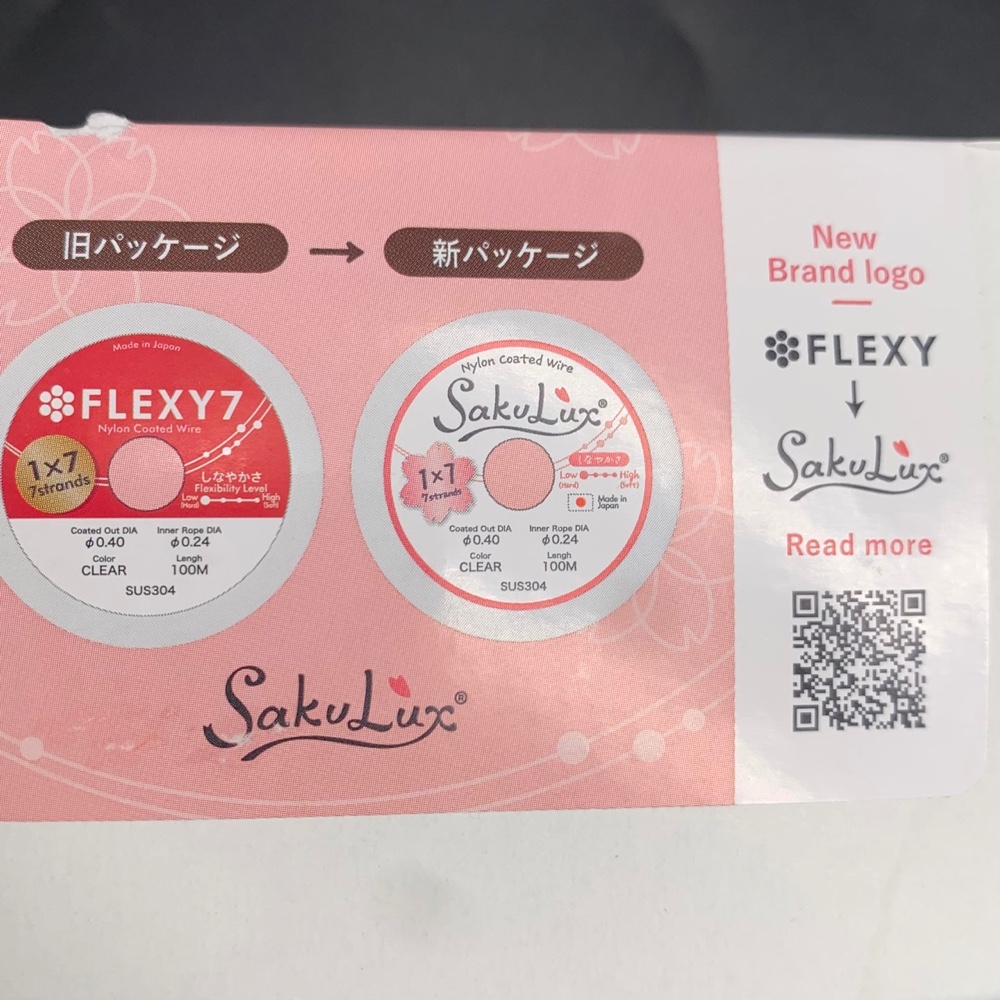 旧パッケージ → 新パッケージ
Made in Japan
FLEXY7
Nylon Coated Wire
1×7
7strands
しなやかさ
Flexibility Level
Low High
(Hard) (Soft)
Coated Out DIA Inner Rope DIA
φ0.40 φ0.24
Color Lengh
CLEAR 100M
SUS304
Nylon Coated Wire
SakuLux®
1×7
7strands
しなやかさ
Low High
(Hard) (Soft)
Made in
Japan
Coated Out DIA Inner Rope DIA
φ0.40 φ0.24
Color Lengh
CLEAR 100M
SUS304
SakuLux®
New
Brand logo
FLEXY
↓
SakuLux®
Read more